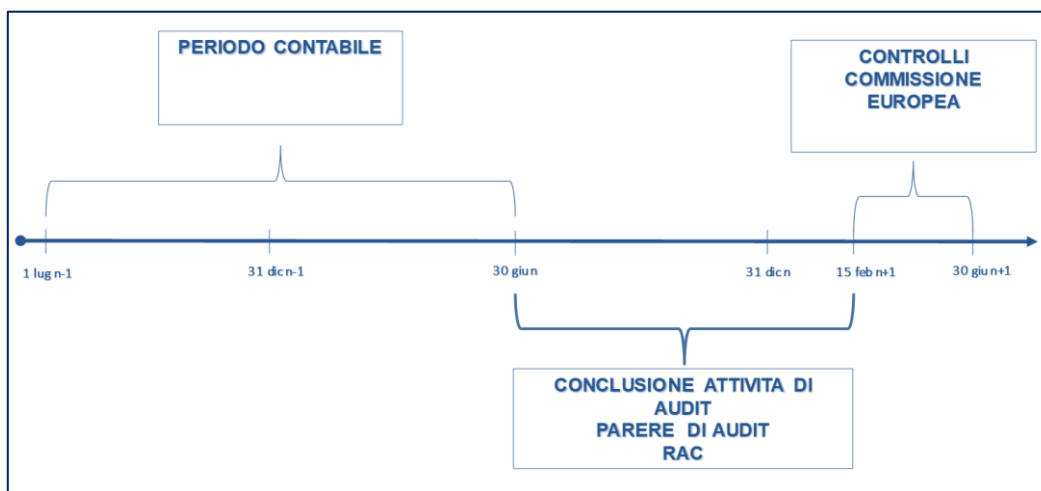 PERIODO CONTABILE
CONTROLLI
COMMISSIONE
EUROPEA
1 lug n-1
31 dic n-1
30 giu n
31 dic n
15 feb n+1
30 giu n+1
CONCLUSIONE ATTIVITA DI
AUDIT
PARERE DI AUDIT
RAC